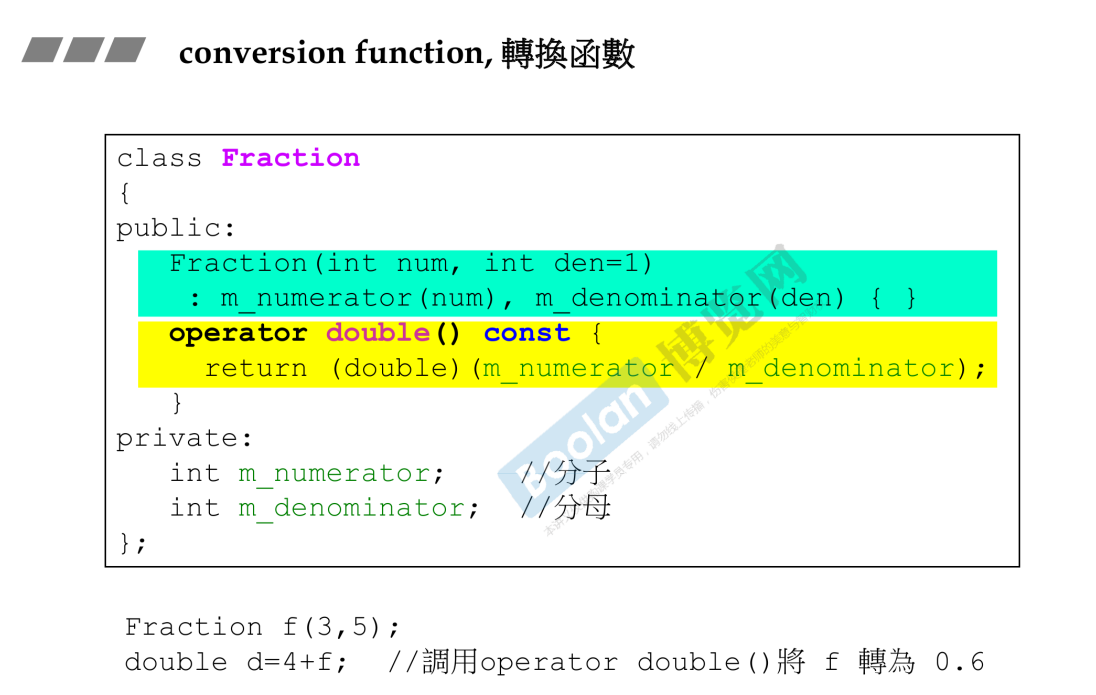 conversion function, 轉換函數
class Fraction
{
public:
Fraction(int num, int den=1)
: m_numerator(num), m_denominator(den) { }
operator double() const {
return (double)(m_numerator / m_denominator);
}
private:
int m_numerator; //分子
int m_denominator; //分母
};
Boolan 博览网
Fraction f(3,5);
double d=4+f; //調用operator double()將 f 轉為 0.6